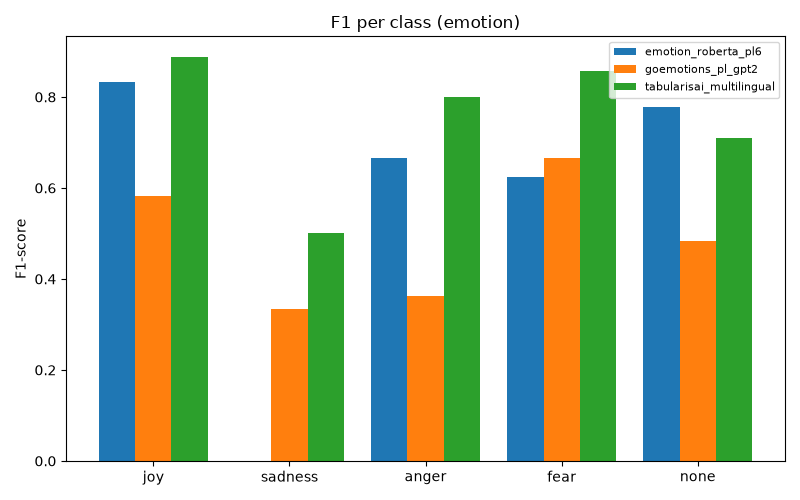 F1 per class (emotion)
emotion_roberta_pl6
goemotions_pl_gpt2
tabularisai_multilingual
F1-score
0.8
0.6
0.4
0.2
0.0
joy
sadness
anger
fear
none